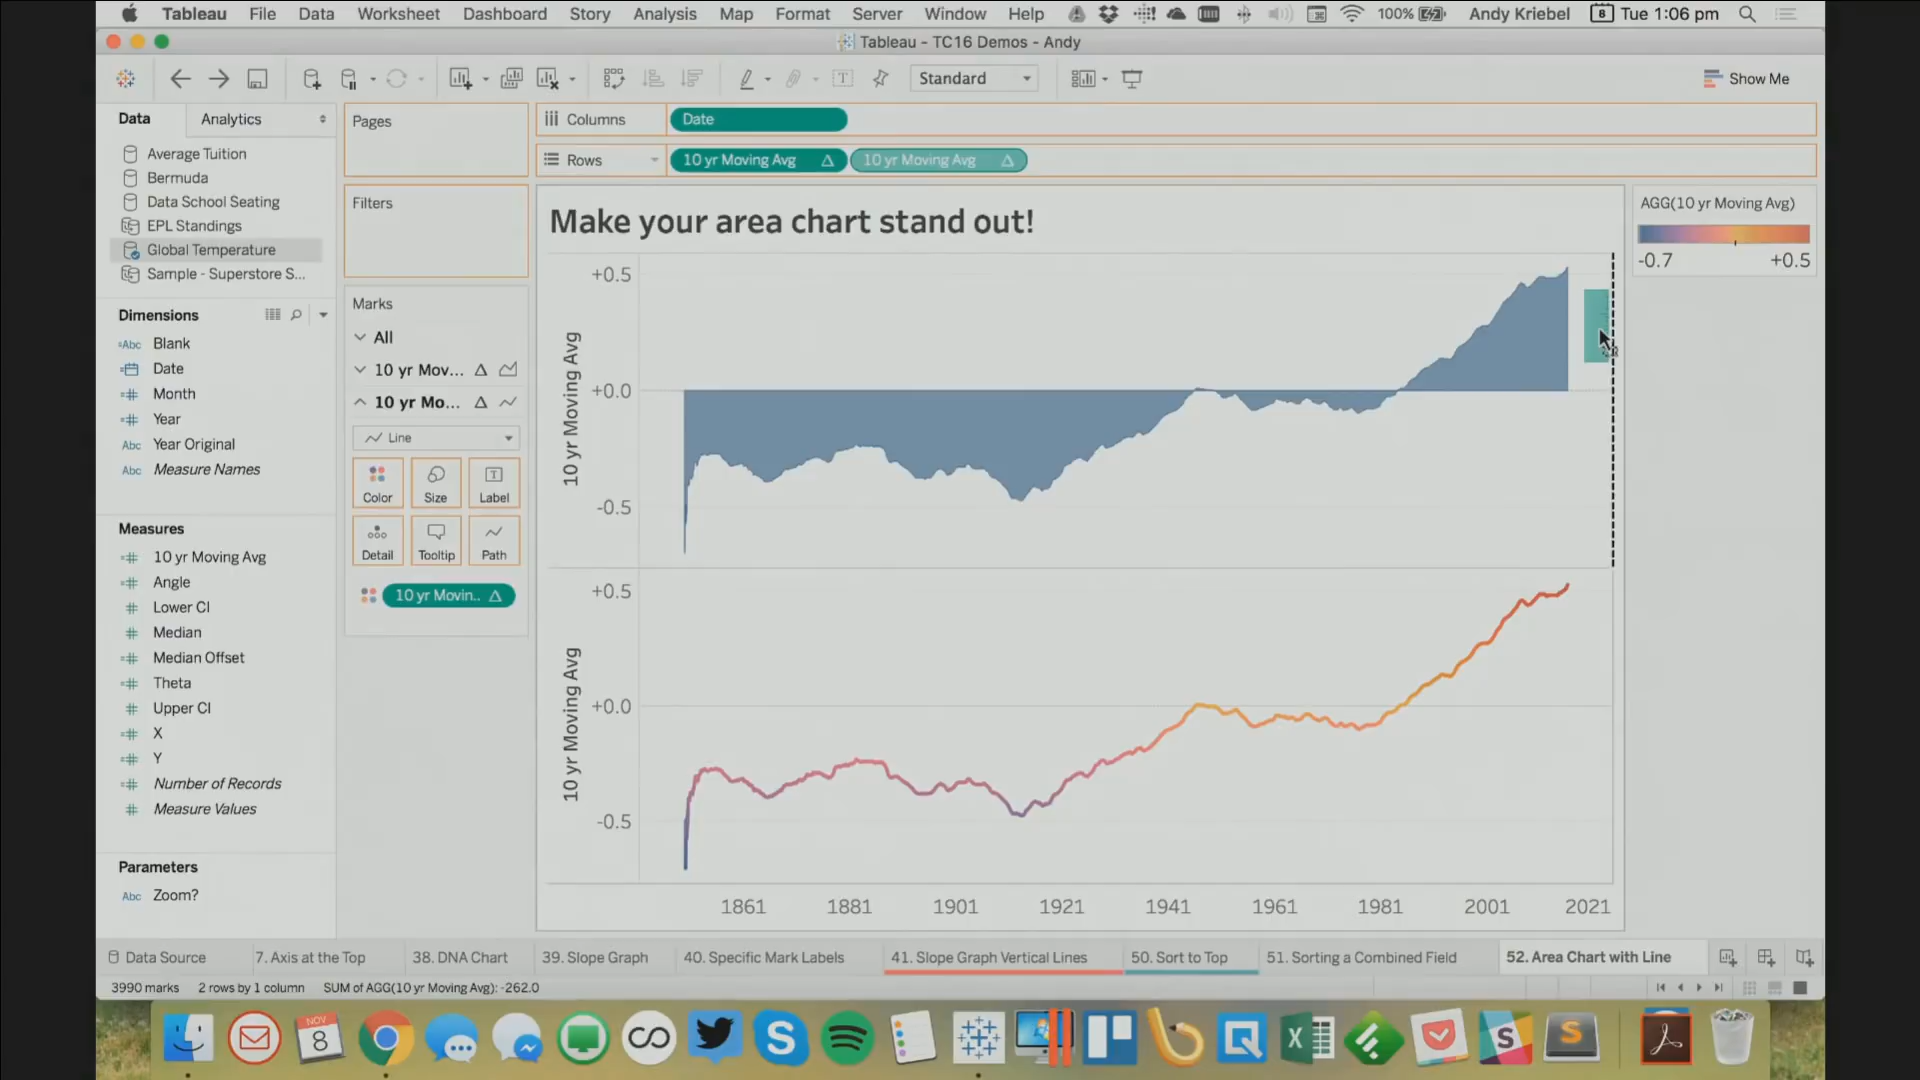 Tableau File Data Worksheet Dashboard Story Analysis Map Format Server Window Help 100% Andy Kriebel 8 Tue 1:06 pm
Tableau - TC16 Demos - Andy
Standard Show Me
Data Analytics
Average Tuition
Bermuda
Data School Seating
EPL Standings
Global Temperature
Sample - Superstore S...
Dimensions
Abc Blank
Date
Month
Year
Abc Year Original
Abc Measure Names
Measures
10 yr Moving Avg
Angle
Lower CI
Median
Median Offset
Theta
Upper CI
X
Y
Number of Records
Measure Values
Parameters
Abc Zoom?
Pages
Filters
Marks
All
10 yr Mov...
10 yr Mo...
Line
Color Size Label
Detail Tooltip Path
10 yr Movin..
Columns Date
Rows 10 yr Moving Avg 10 yr Moving Avg
Make your area chart stand out!
10 yr Moving Avg
+0.5
+0.0
-0.5
10 yr Moving Avg
+0.5
+0.0
-0.5
1861 1881 1901 1921 1941 1961 1981 2001 2021
AGG(10 yr Moving Avg)
-0.7 +0.5
Data Source 7. Axis at the Top 38. DNA Chart 39. Slope Graph 40. Specific Mark Labels 41. Slope Graph Vertical Lines 50. Sort to Top 51. Sorting a Combined Field 52. Area Chart with Line
3990 marks 2 rows by 1 column SUM of AGG(10 yr Moving Avg): -262.0
NOV
8